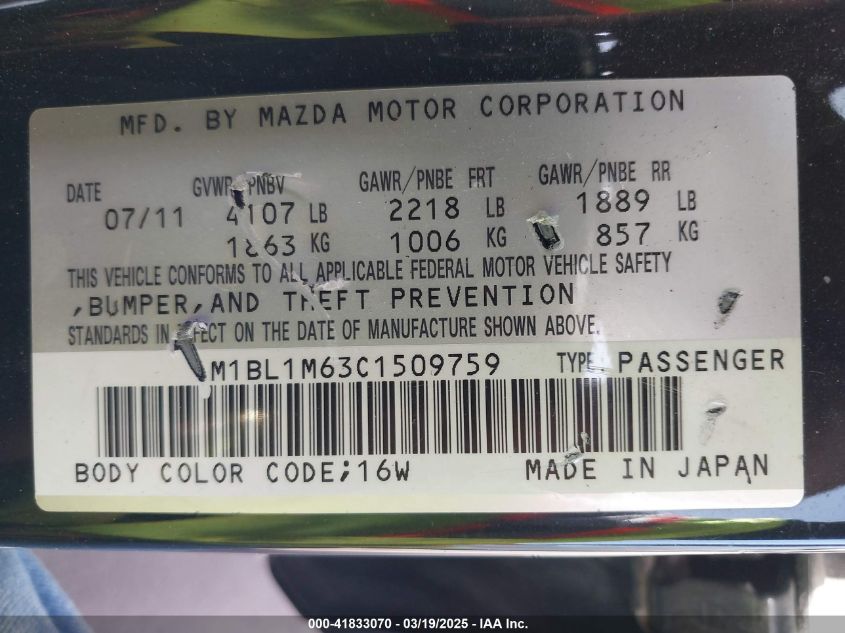 MFD. BY MAZDA MOTOR CORPORATION
DATE GVWR/PNBV GAWR/PNBE FRT GAWR/PNBE RR
07/11 4107 LB 2218 LB 1889 LB
1863 KG 1006 KG 857 KG
THIS VEHICLE CONFORMS TO ALL APPLICABLE FEDERAL MOTOR VEHICLE SAFETY
,BUMPER,AND THEFT PREVENTION
STANDARDS IN EFFECT ON THE DATE OF MANUFACTURE SHOWN ABOVE.
M1BL1M63C1509759 TYPE: PASSENGER
BODY COLOR CODE;16W MADE IN JAPAN
000-41833070 - 03/19/2025 - IAA Inc.